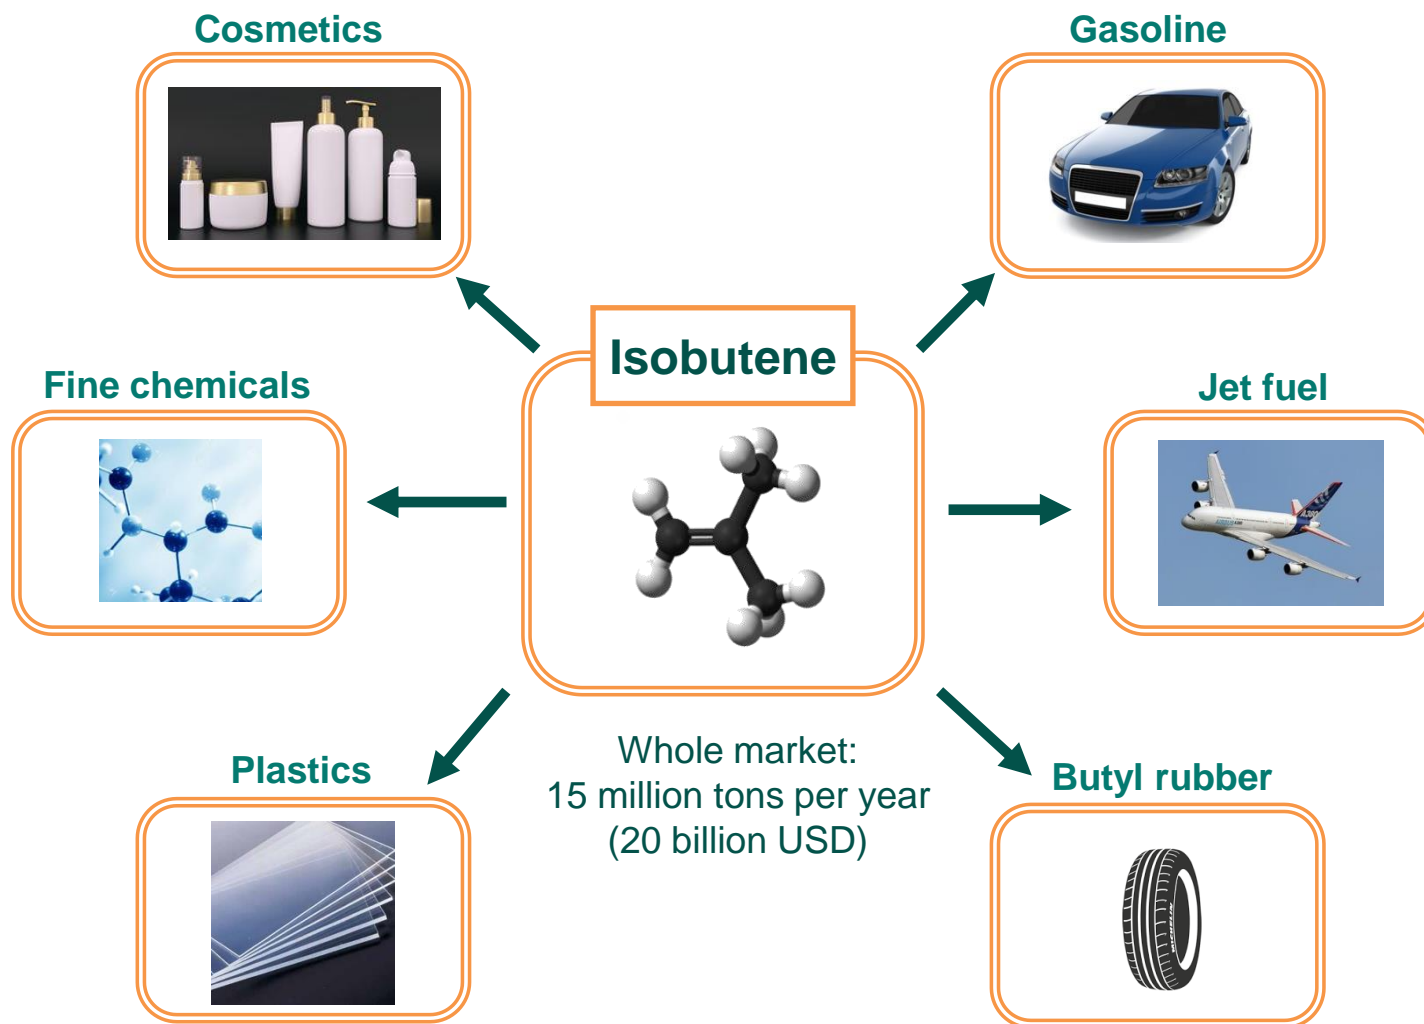 Cosmetics
Gasoline
Isobutene
Fine chemicals
Jet fuel
A380
Whole market:
15 million tons per year
(20 billion USD)
Plastics
Butyl rubber